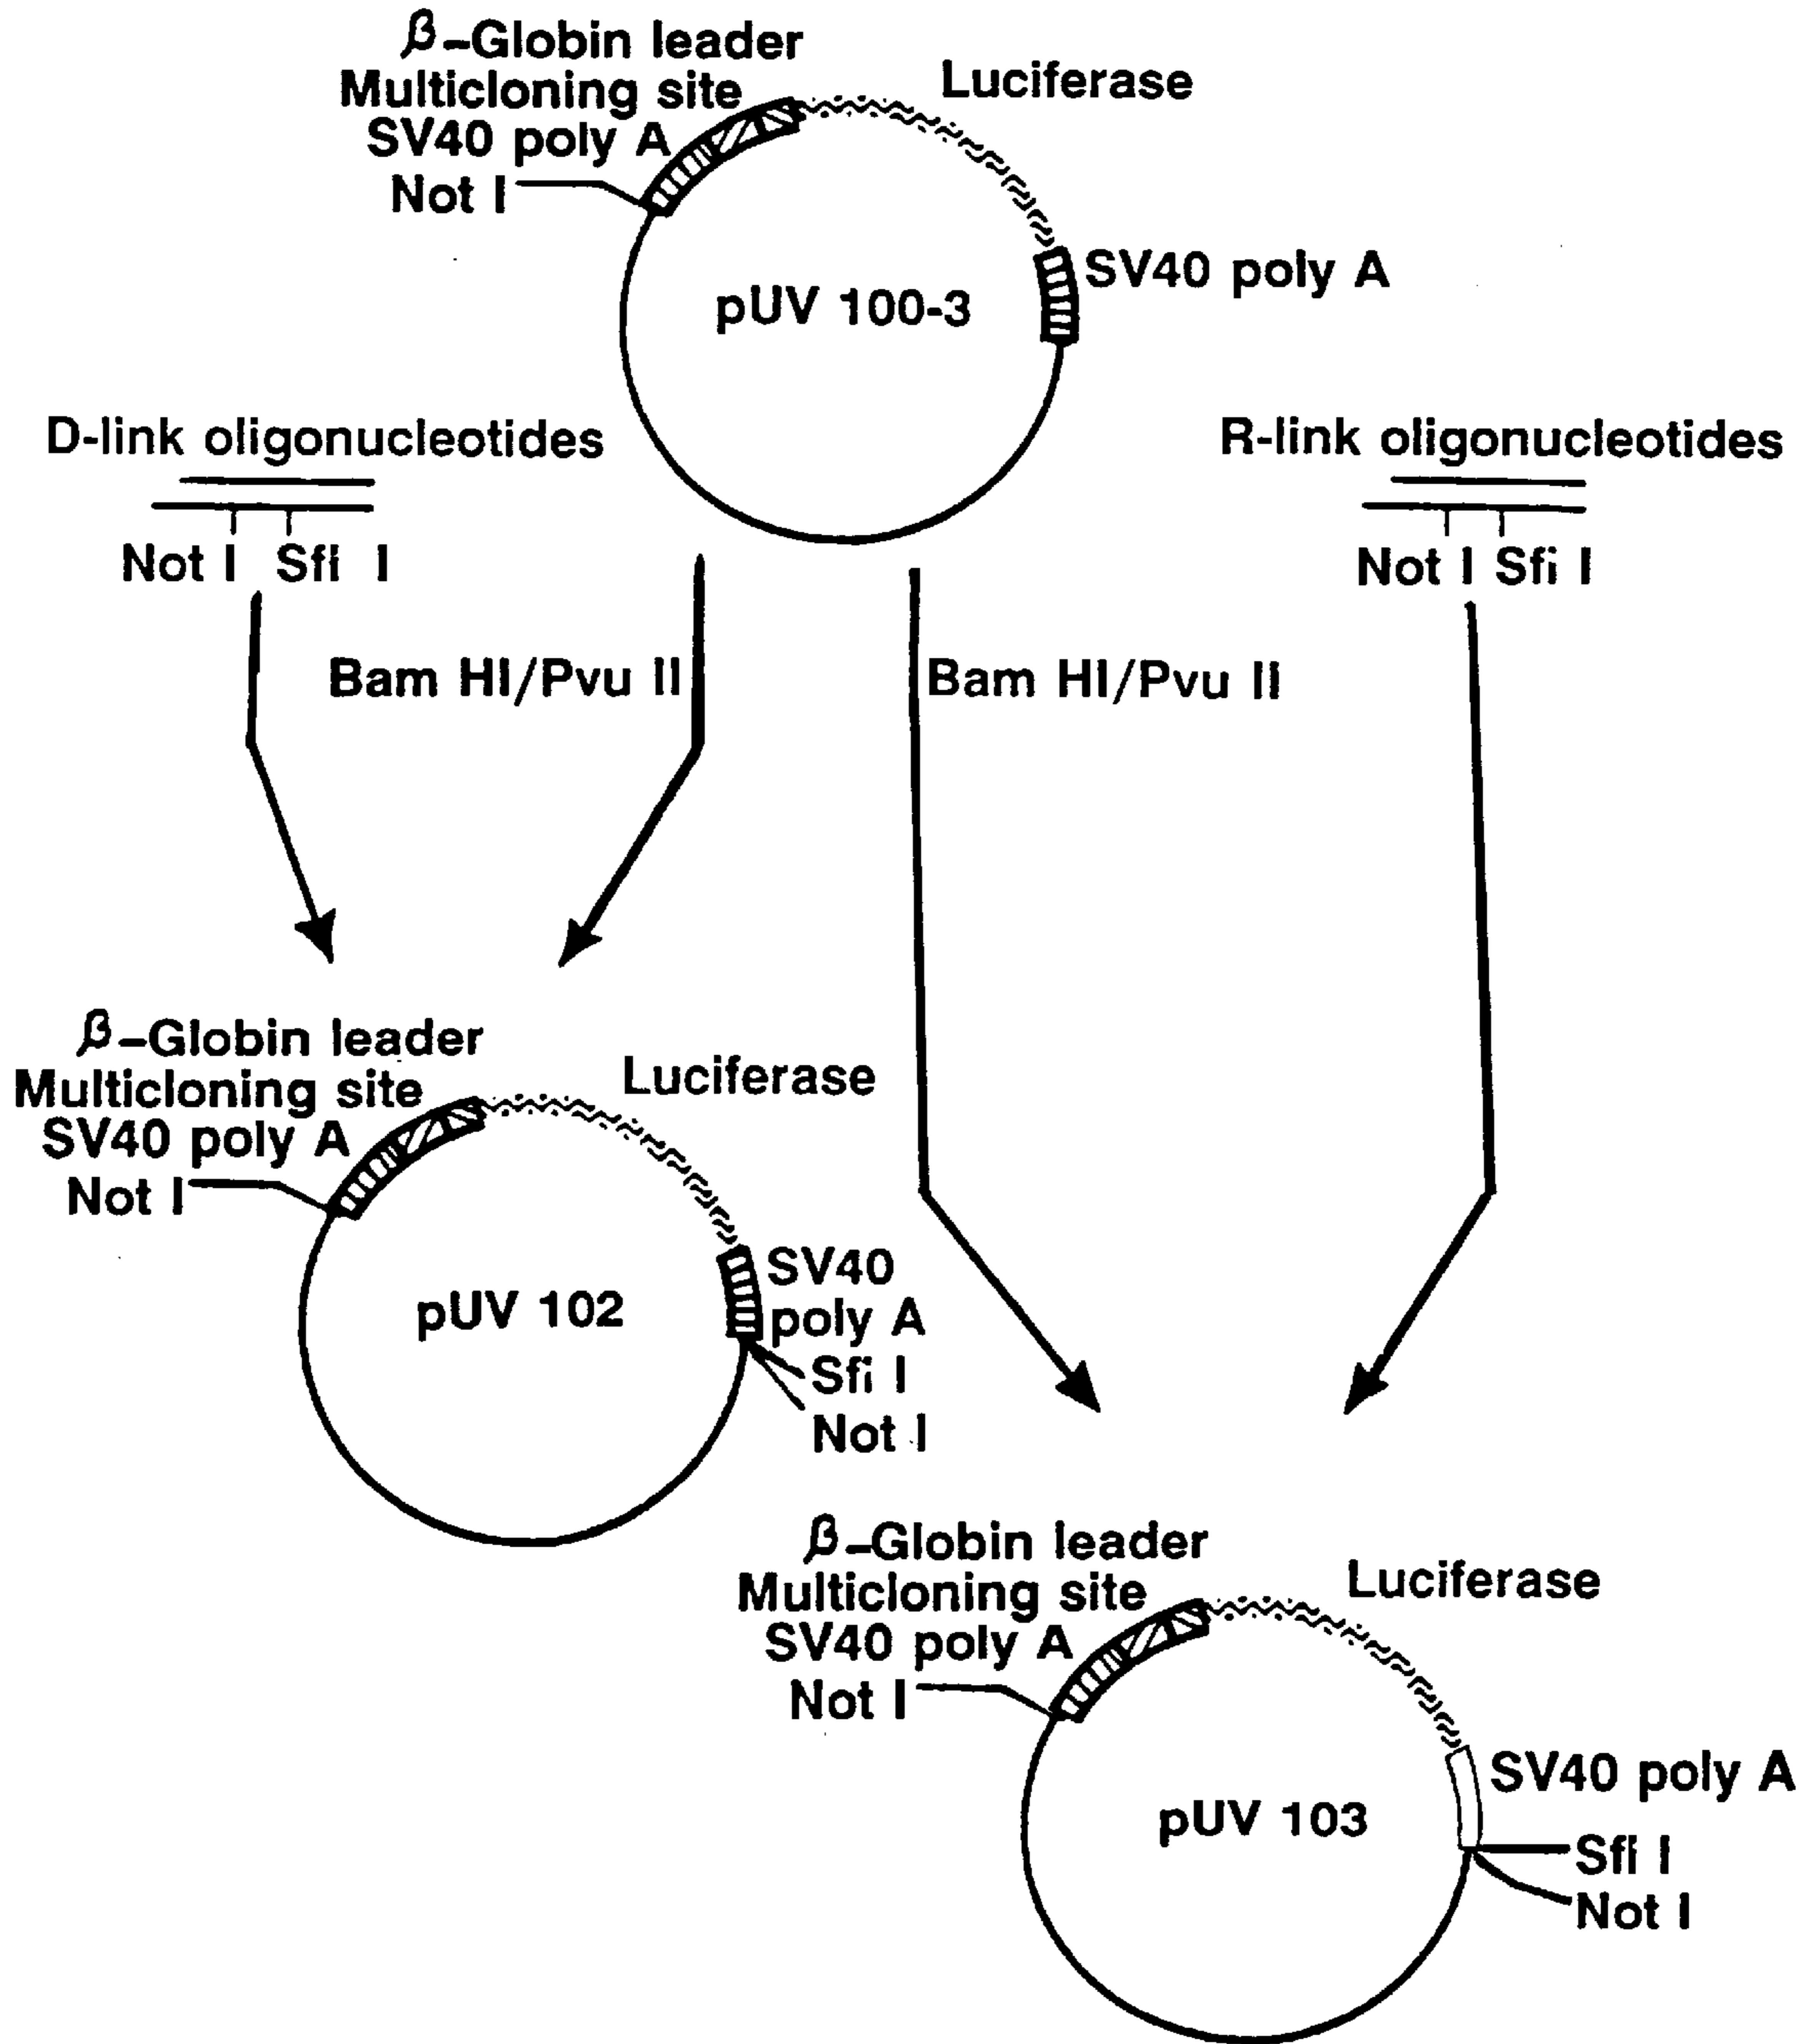 β-Globin leader
Multicloning site
SV40 poly A
Not I
Luciferase
SV40 poly A
pUV 100-3
D-link oligonucleotides
Not I Sfi I
R-link oligonucleotides
Not I Sfi I
Bam HI/Pvu II
Bam HI/Pvu II
β-Globin leader
Multicloning site
SV40 poly A
Not I
Luciferase
SV40
poly A
Sfi I
Not I
pUV 102
β-Globin leader
Multicloning site
SV40 poly A
Not I
Luciferase
SV40 poly A
Sfi I
Not I
pUV 103